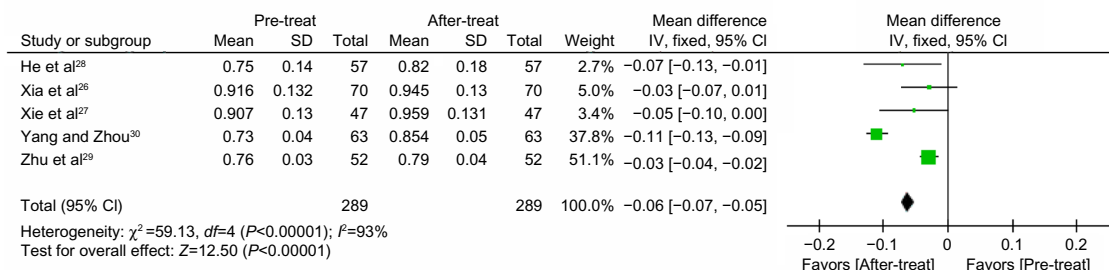 Pre-treat After-treat Mean difference Mean difference
Study or subgroup Mean SD Total Mean SD Total Weight IV, fixed, 95% CI IV, fixed, 95% CI
He et al²⁸ 0.75 0.14 57 0.82 0.18 57 2.7% −0.07 [−0.13, −0.01]
Xia et al²⁶ 0.916 0.132 70 0.945 0.13 70 5.0% −0.03 [−0.07, 0.01]
Xie et al²⁷ 0.907 0.13 47 0.959 0.131 47 3.4% −0.05 [−0.10, 0.00]
Yang and Zhou³⁰ 0.73 0.04 63 0.854 0.05 63 37.8% −0.11 [−0.13, −0.09]
Zhu et al²⁹ 0.76 0.03 52 0.79 0.04 52 51.1% −0.03 [−0.04, −0.02]
Total (95% CI) 289 289 100.0% −0.06 [−0.07, −0.05]
Heterogeneity: χ²=59.13, df=4 (P<0.00001); I²=93%
Test for overall effect: Z=12.50 (P<0.00001)
−0.2 −0.1 0 0.1 0.2
Favors [After-treat] Favors [Pre-treat]